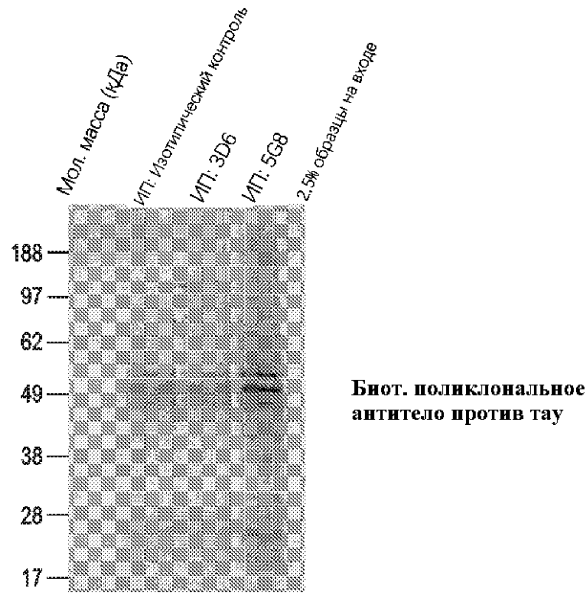 Мол. масса (кДа)
ИП: Изотипический контроль
ИП: 3D6
ИП: 5G8
2.5% образцы на входе
188
97
62
49
38
28
17
Биот. поликлональное
антитело против тау